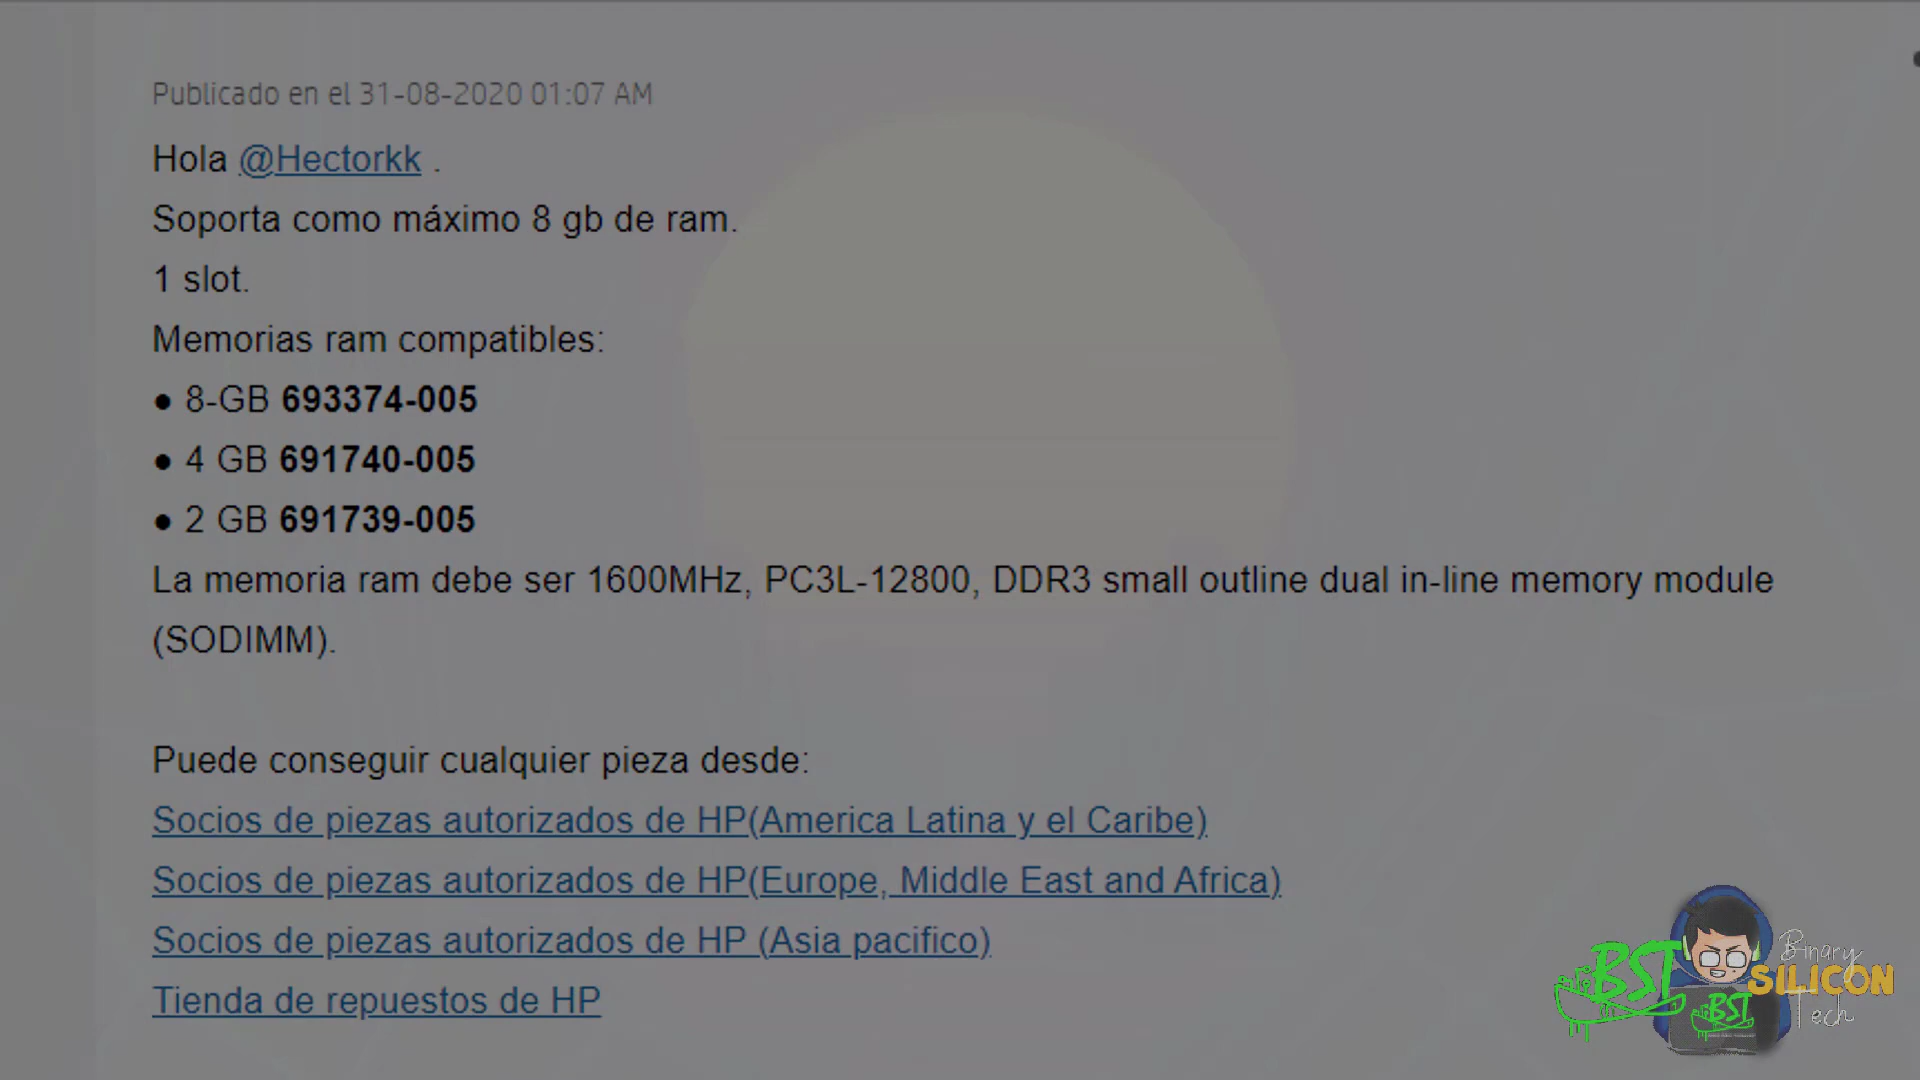 Publicado en el 31-08-2020 01:07 AM
Hola @Hectorkk .
Soporta como máximo 8 gb de ram.
1 slot.
Memorias ram compatibles:
● 8-GB 693374-005
● 4 GB 691740-005
● 2 GB 691739-005
La memoria ram debe ser 1600MHz, PC3L-12800, DDR3 small outline dual in-line memory module
(SODIMM).
Puede conseguir cualquier pieza desde:
Socios de piezas autorizados de HP(America Latina y el Caribe)
Socios de piezas autorizados de HP(Europe, Middle East and Africa)
Socios de piezas autorizados de HP (Asia pacifico)
Tienda de repuestos de HP
BST
Binary
SILICON
BST
Tech